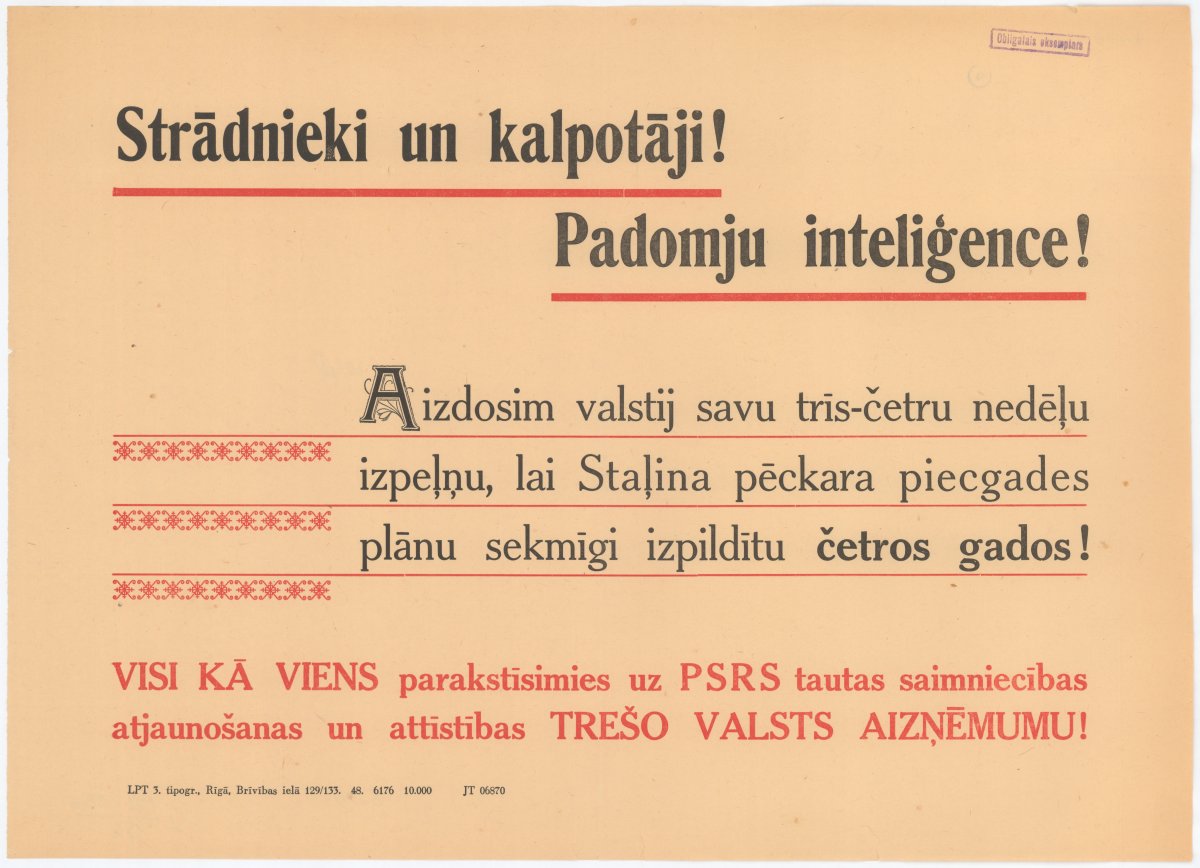 Obligātais eksemplārs
Strādnieki un kalpotāji!
Padomju inteliģence!
Aizdosim valstij savu trīs-četru nedēļu
izpeļņu, lai Staļina pēckara piecgades
plānu sekmīgi izpildītu četros gados!
VISI KĀ VIENS parakstīsimies uz PSRS tautas saimniecības
atjaunošanas un attīstības TREŠO VALSTS AIZŅĒMUMU!
LPT 3. tipogr., Rīgā, Brīvības ielā 129/133. 48. 6176 10.000 JT 06870